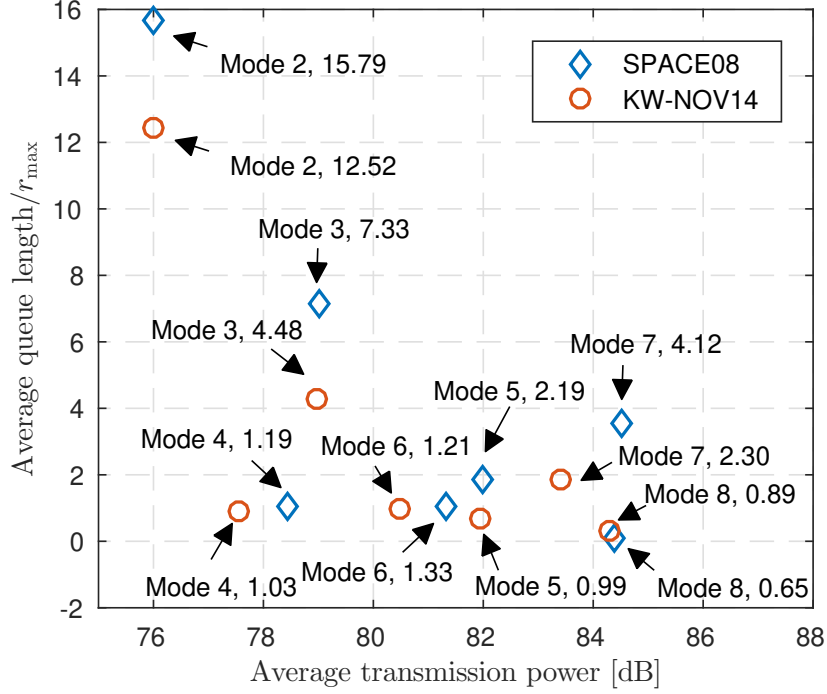 16
14
12
10
8
6
4
2
0
-2
Average queue length/r_max
SPACE08
KW-NOV14
Mode 2, 15.79
Mode 2, 12.52
Mode 3, 7.33
Mode 3, 4.48
Mode 7, 4.12
Mode 5, 2.19
Mode 4, 1.19
Mode 6, 1.21
Mode 7, 2.30
Mode 8, 0.89
Mode 4, 1.03
Mode 6, 1.33
Mode 5, 0.99
Mode 8, 0.65
76 78 80 82 84 86 88
Average transmission power [dB]